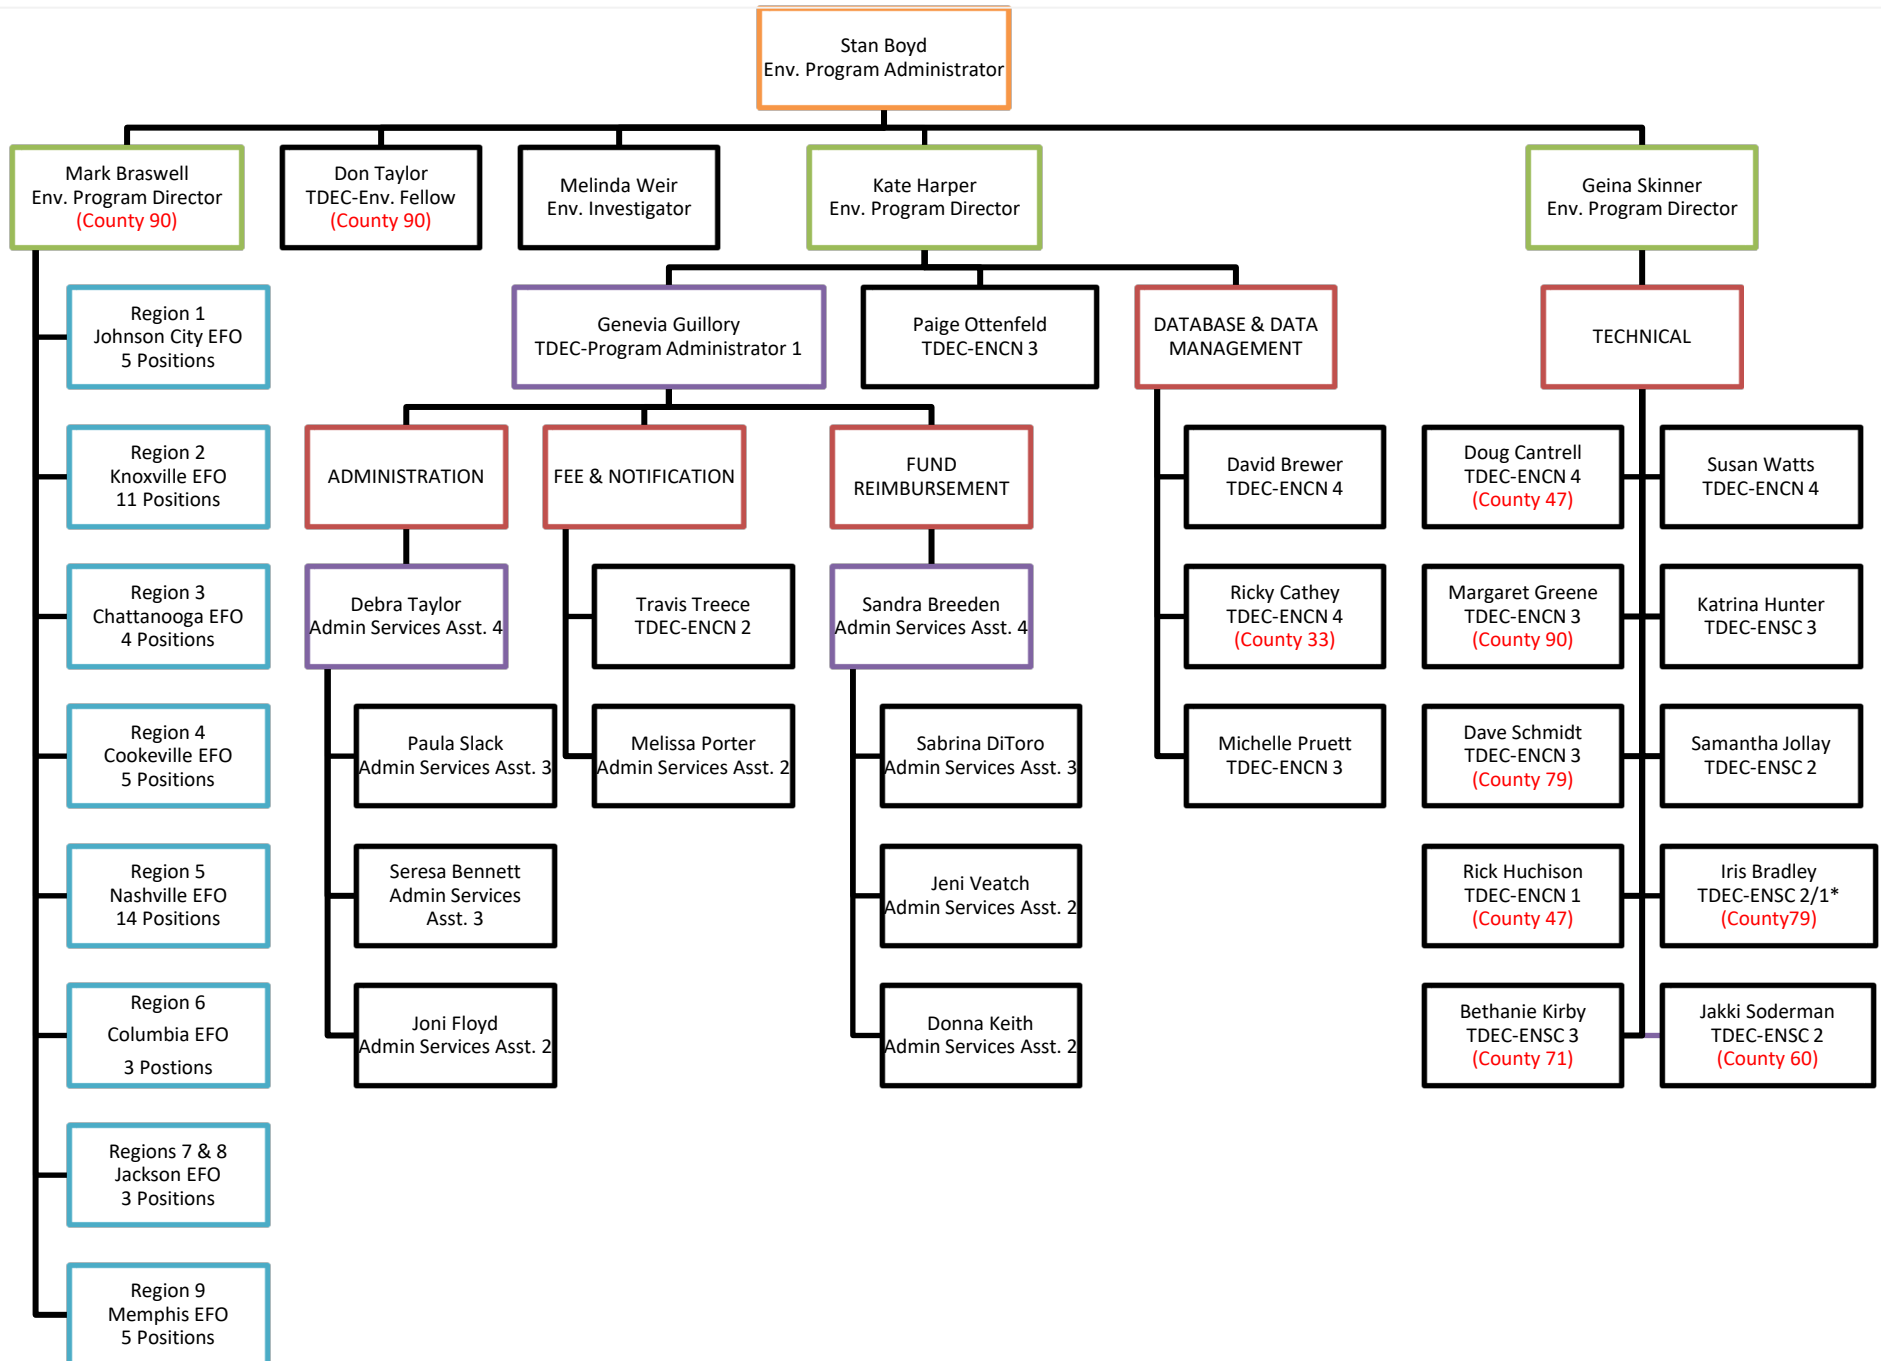 Stan Boyd
Env. Program Administrator
Mark Braswell
Env. Program Director
(County 90)
Don Taylor
TDEC-Env. Fellow
(County 90)
Melinda Weir
Env. Investigator
Kate Harper
Env. Program Director
Geina Skinner
Env. Program Director
Region 1
Johnson City EFO
5 Positions
Region 2
Knoxville EFO
11 Positions
Region 3
Chattanooga EFO
4 Positions
Region 4
Cookeville EFO
5 Positions
Region 5
Nashville EFO
14 Positions
Region 6
Columbia EFO
3 Postions
Regions 7 & 8
Jackson EFO
3 Positions
Region 9
Memphis EFO
5 Positions
Genevia Guillory
TDEC-Program Administrator 1
Paige Ottenfeld
TDEC-ENCN 3
DATABASE & DATA
MANAGEMENT
TECHNICAL
ADMINISTRATION
Debra Taylor
Admin Services Asst. 4
Paula Slack
Admin Services Asst. 3
Seresa Bennett
Admin Services
Asst. 3
Joni Floyd
Admin Services Asst. 2
FEE & NOTIFICATION
Travis Treece
TDEC-ENCN 2
Melissa Porter
Admin Services Asst. 2
FUND
REIMBURSEMENT
Sandra Breeden
Admin Services Asst. 4
Sabrina DiToro
Admin Services Asst. 3
Jeni Veatch
Admin Services Asst. 2
Donna Keith
Admin Services Asst. 2
David Brewer
TDEC-ENCN 4
Ricky Cathey
TDEC-ENCN 4
(County 33)
Michelle Pruett
TDEC-ENCN 3
Doug Cantrell
TDEC-ENCN 4
(County 47)
Susan Watts
TDEC-ENCN 4
Margaret Greene
TDEC-ENCN 3
(County 90)
Katrina Hunter
TDEC-ENSC 3
Dave Schmidt
TDEC-ENCN 3
(County 79)
Samantha Jollay
TDEC-ENSC 2
Rick Huchison
TDEC-ENCN 1
(County 47)
Iris Bradley
TDEC-ENSC 2/1*
(County79)
Bethanie Kirby
TDEC-ENSC 3
(County 71)
Jakki Soderman
TDEC-ENSC 2
(County 60)